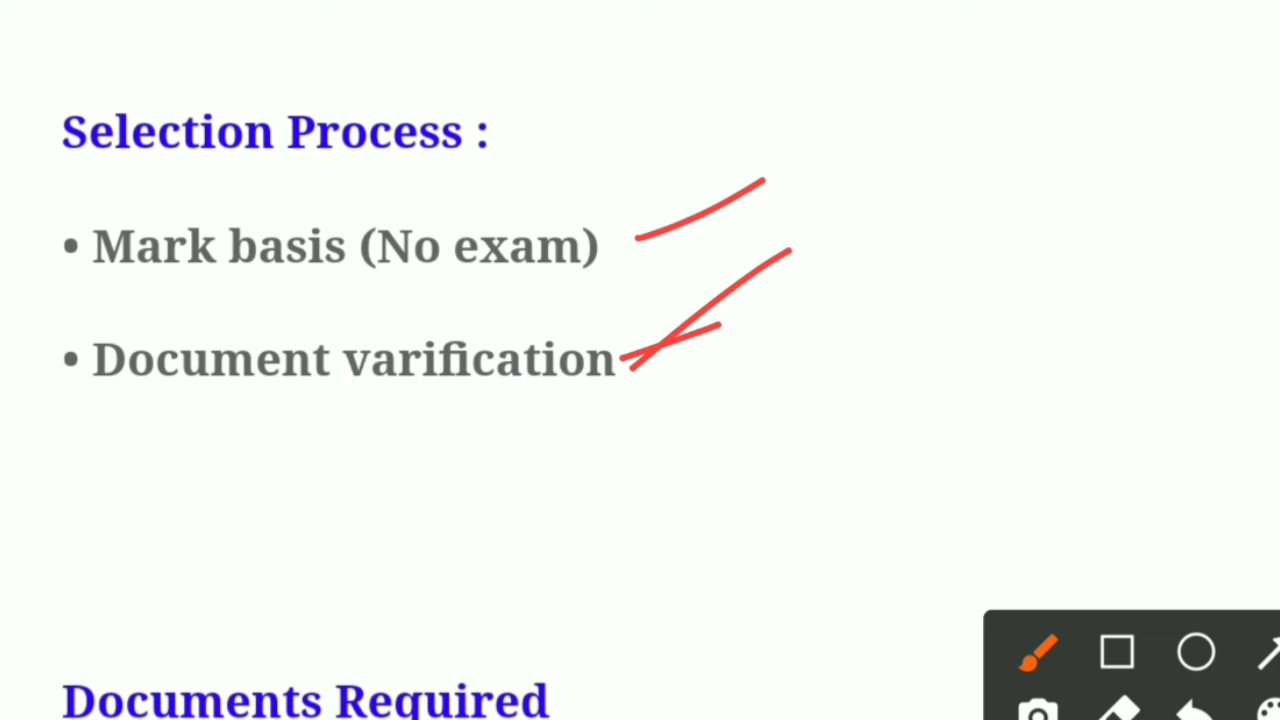 Selection Process :
• Mark basis (No exam)
• Document varification
Documents Required